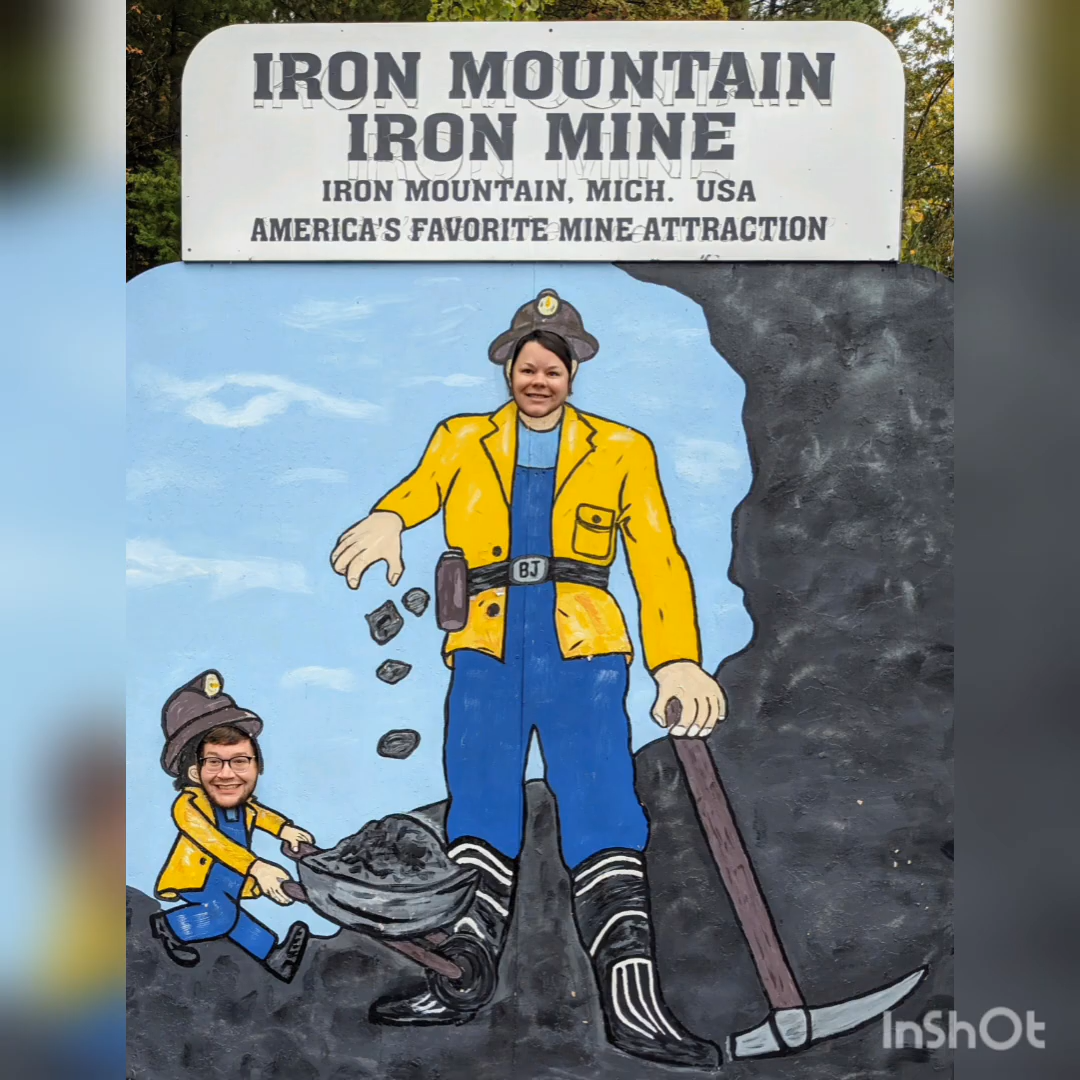 IRON MOUNTAIN
IRON MINE
IRON MOUNTAIN, MICH. USA
AMERICA'S FAVORITE MINE ATTRACTION
BJ
InShOt